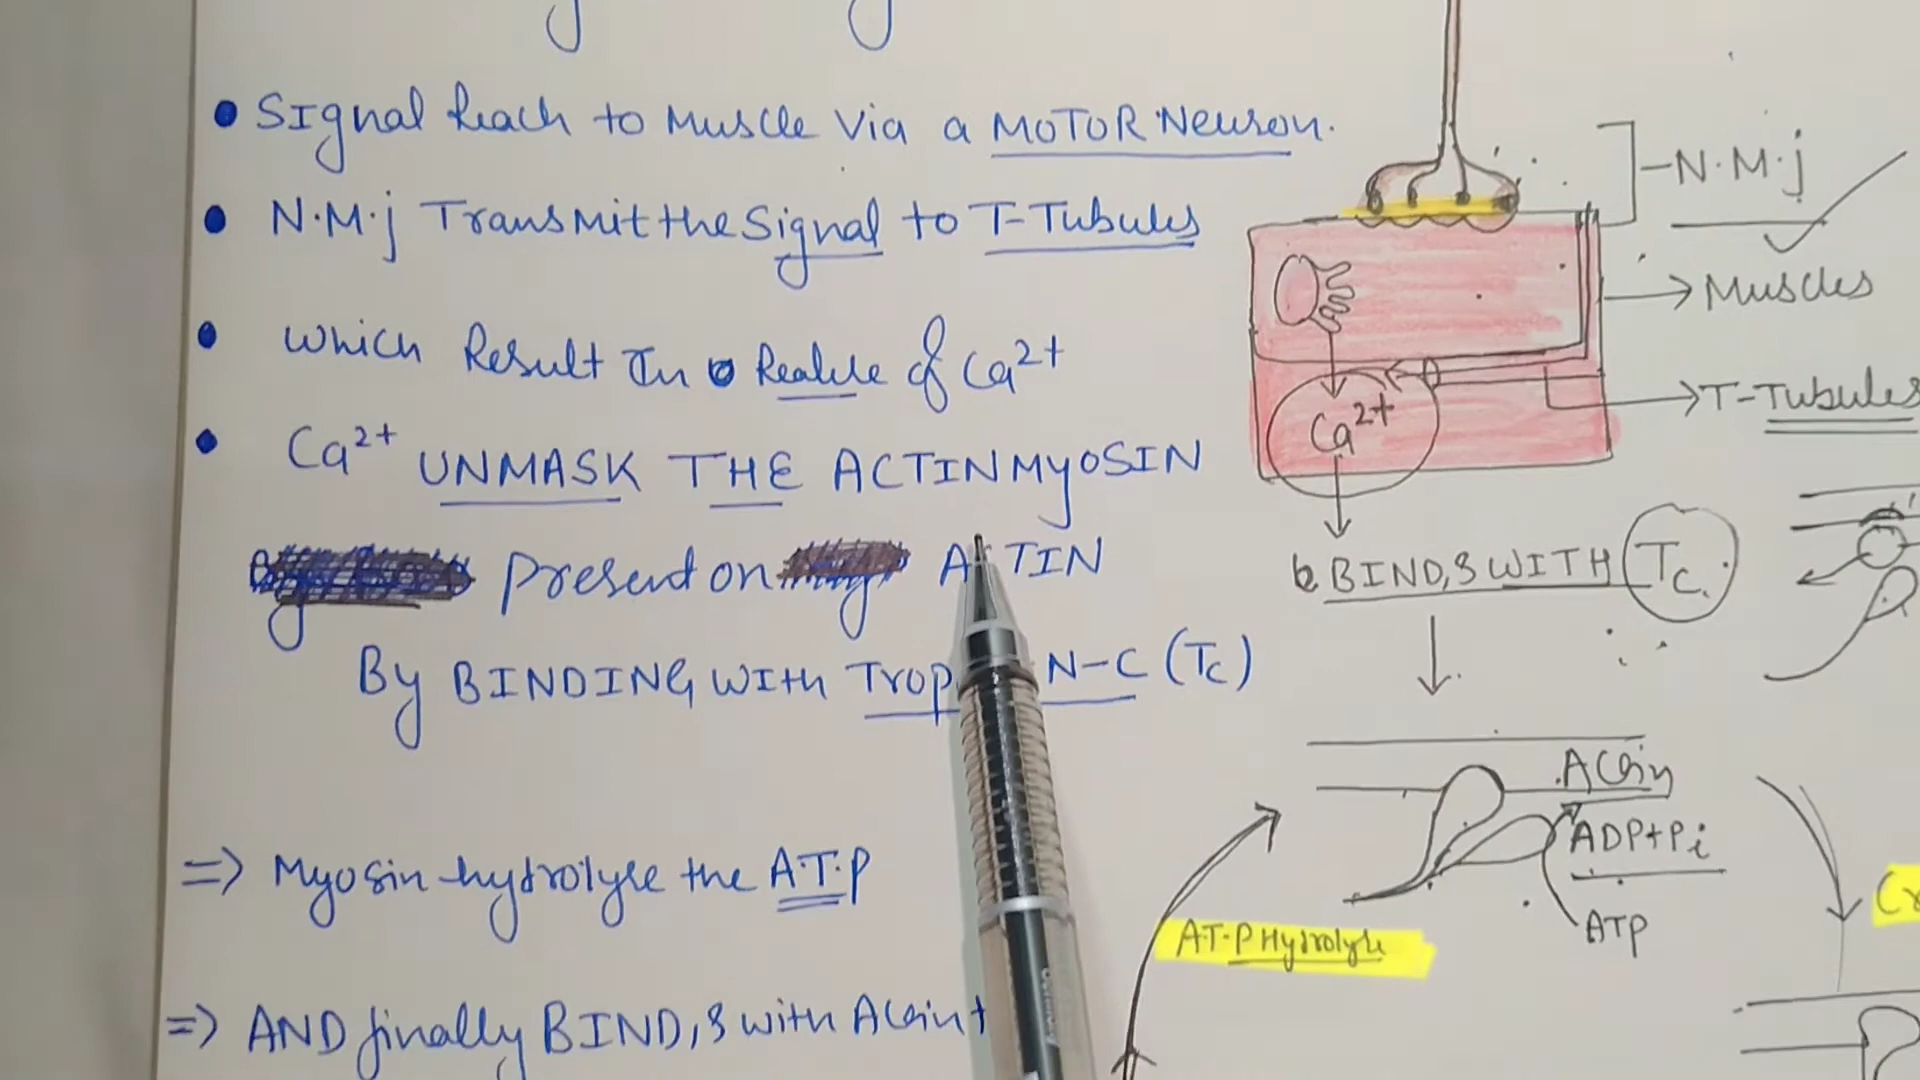 SIgnal Reach to Muscle Via a MOTOR Neuron.
N.M.j Transmit the Signal to T-Tubules
Which Result In Realise of Ca2+
Ca2+ UNMASK THE ACTIN MyOSIN
Present on ACTIN
By BINDING WITH Trop N-C (Tc)
=> Myosin hydrolyse the A.T.P
=> AND finally BIND,S with Actin
N.M.j
Muscles
T-Tubules
Ca2+
BIND,S WITH Tc.
Actin
ADP+Pi
ATP
A.T.P Hydrolyse